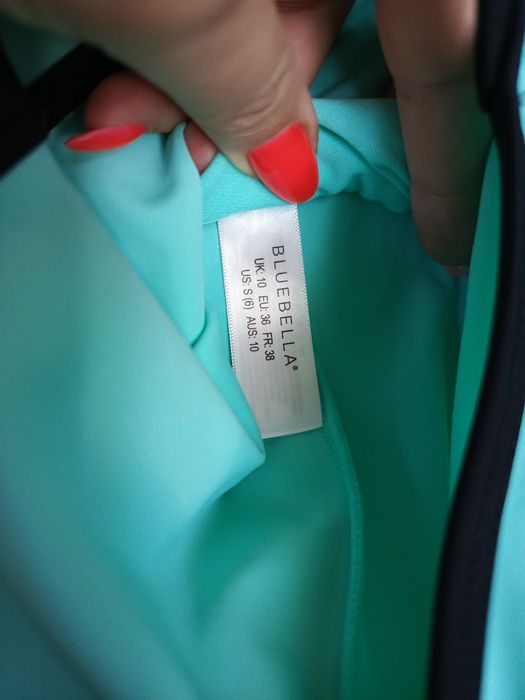 BLUEBELLA®
UK: 10 EU: 36 FR: 38
US: S (6) AUS: 10